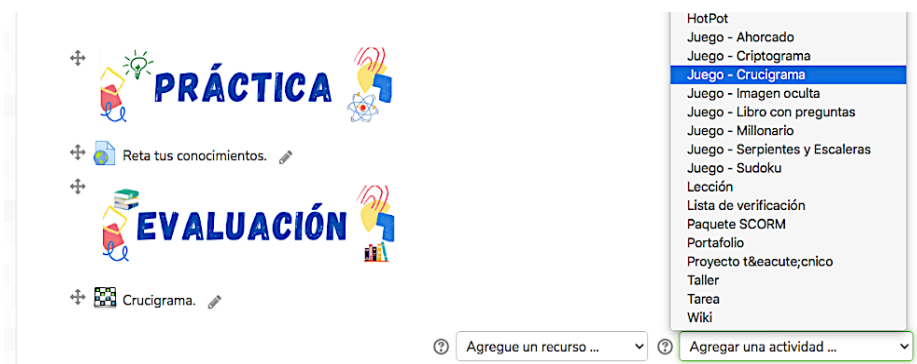 PRÁCTICA
Reta tus conocimientos.
EVALUACIÓN
Crucigrama.
Agregue un recurso ...
HotPot
Juego - Ahorcado
Juego - Criptograma
Juego - Crucigrama
Juego - Imagen oculta
Juego - Libro con preguntas
Juego - Millonario
Juego - Serpientes y Escaleras
Juego - Sudoku
Lección
Lista de verificación
Paquete SCORM
Portafolio
Proyecto t&eacute;cnico
Taller
Tarea
Wiki
Agregar una actividad ...